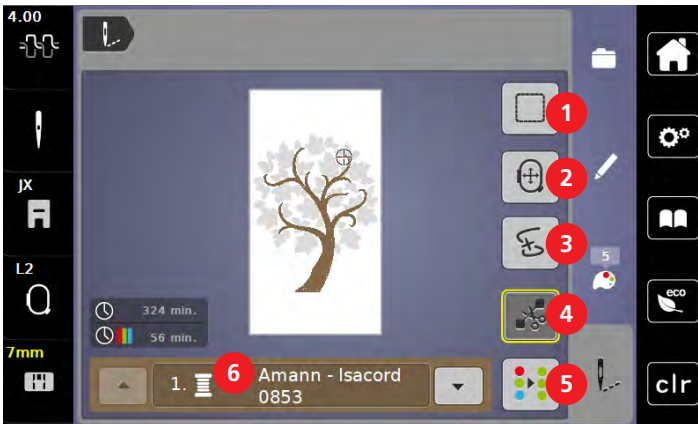 4.00
1
2
JX
3
5
L2
4
eco
324 min.
56 min.
7mm
1.
6
Amann - Isacord
0853
5
clr